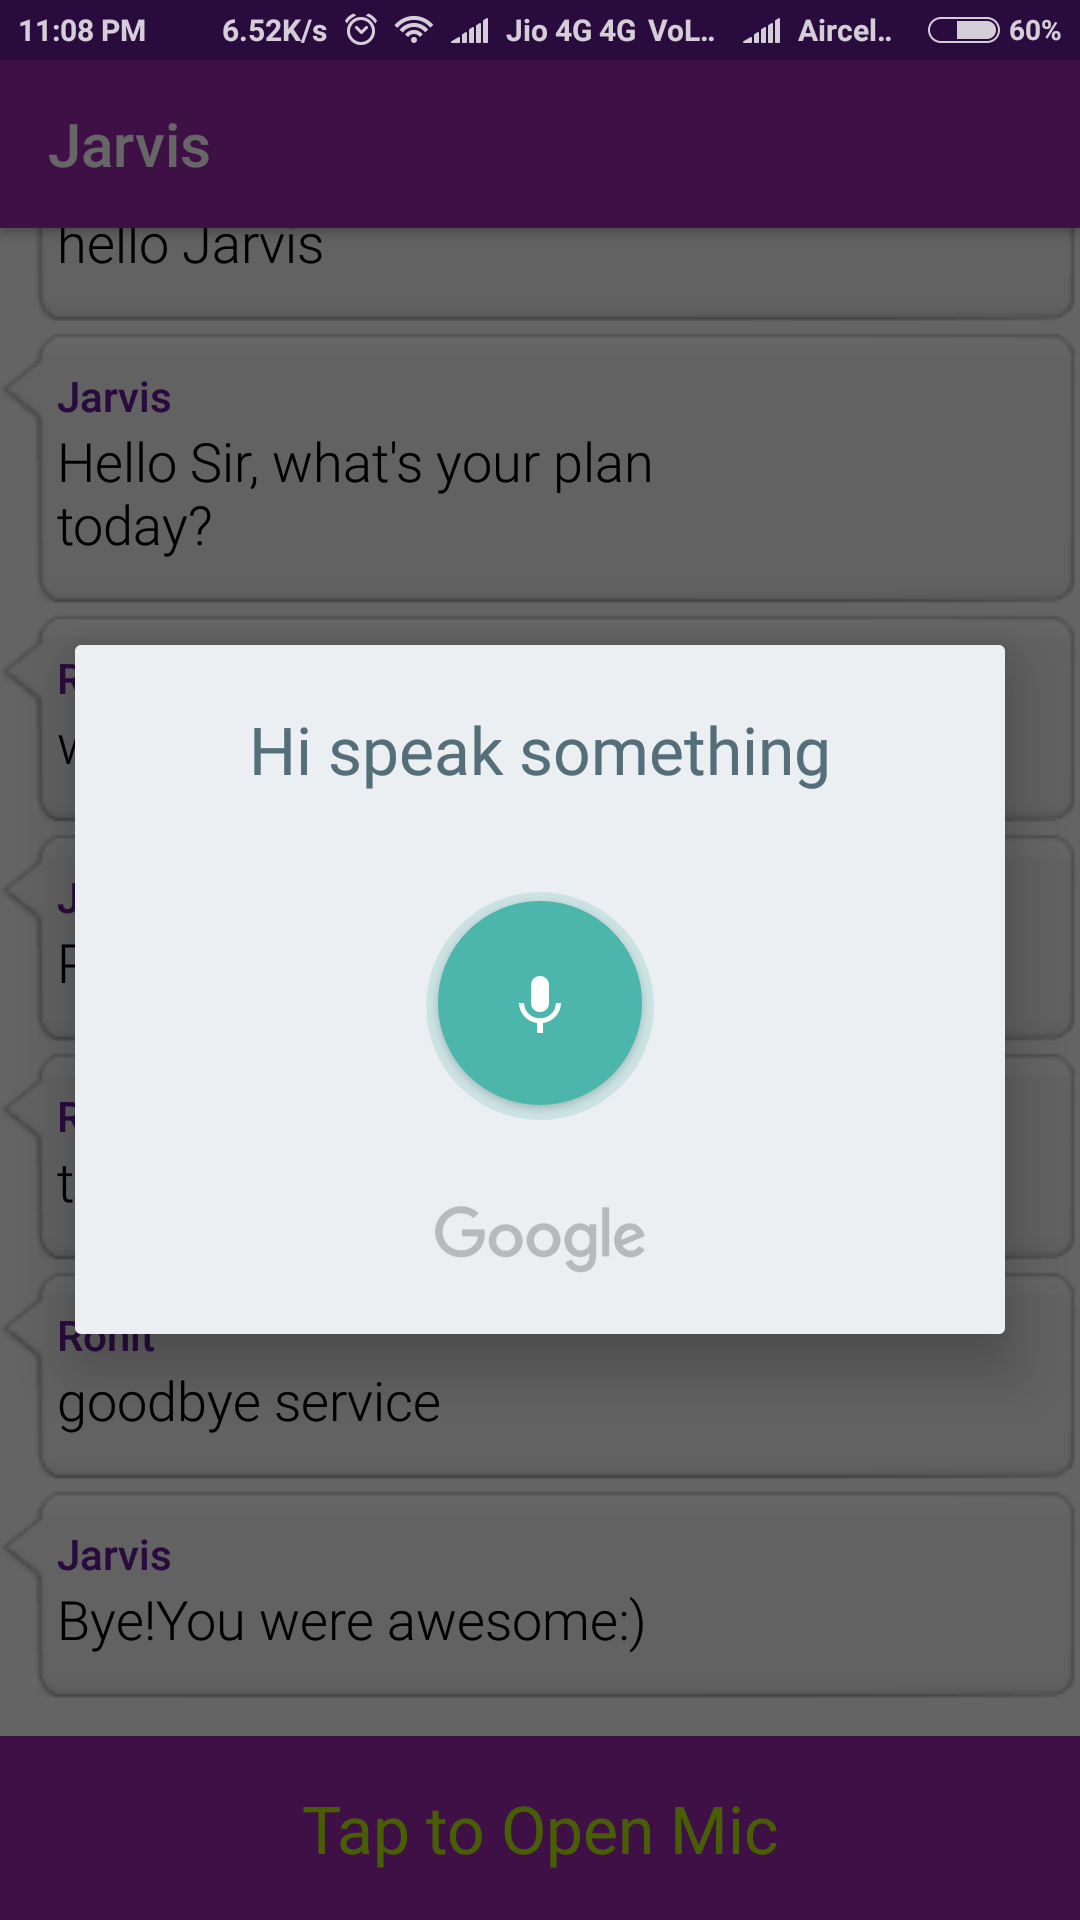 11:08 PM 6.52K/s Jio 4G 4G VoL.. Aircel.. 60%
Jarvis
hello Jarvis
Jarvis
Hello Sir, what's your plan
today?
Hi speak something
Google
Rohit
goodbye service
Jarvis
Bye!You were awesome:)
Tap to Open Mic